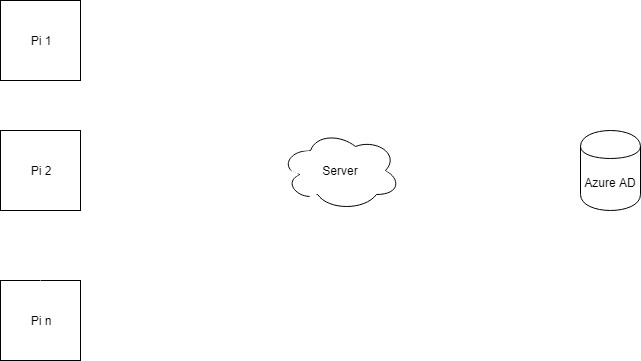 Pi 1
Pi 2
Server
Azure AD
Pi n